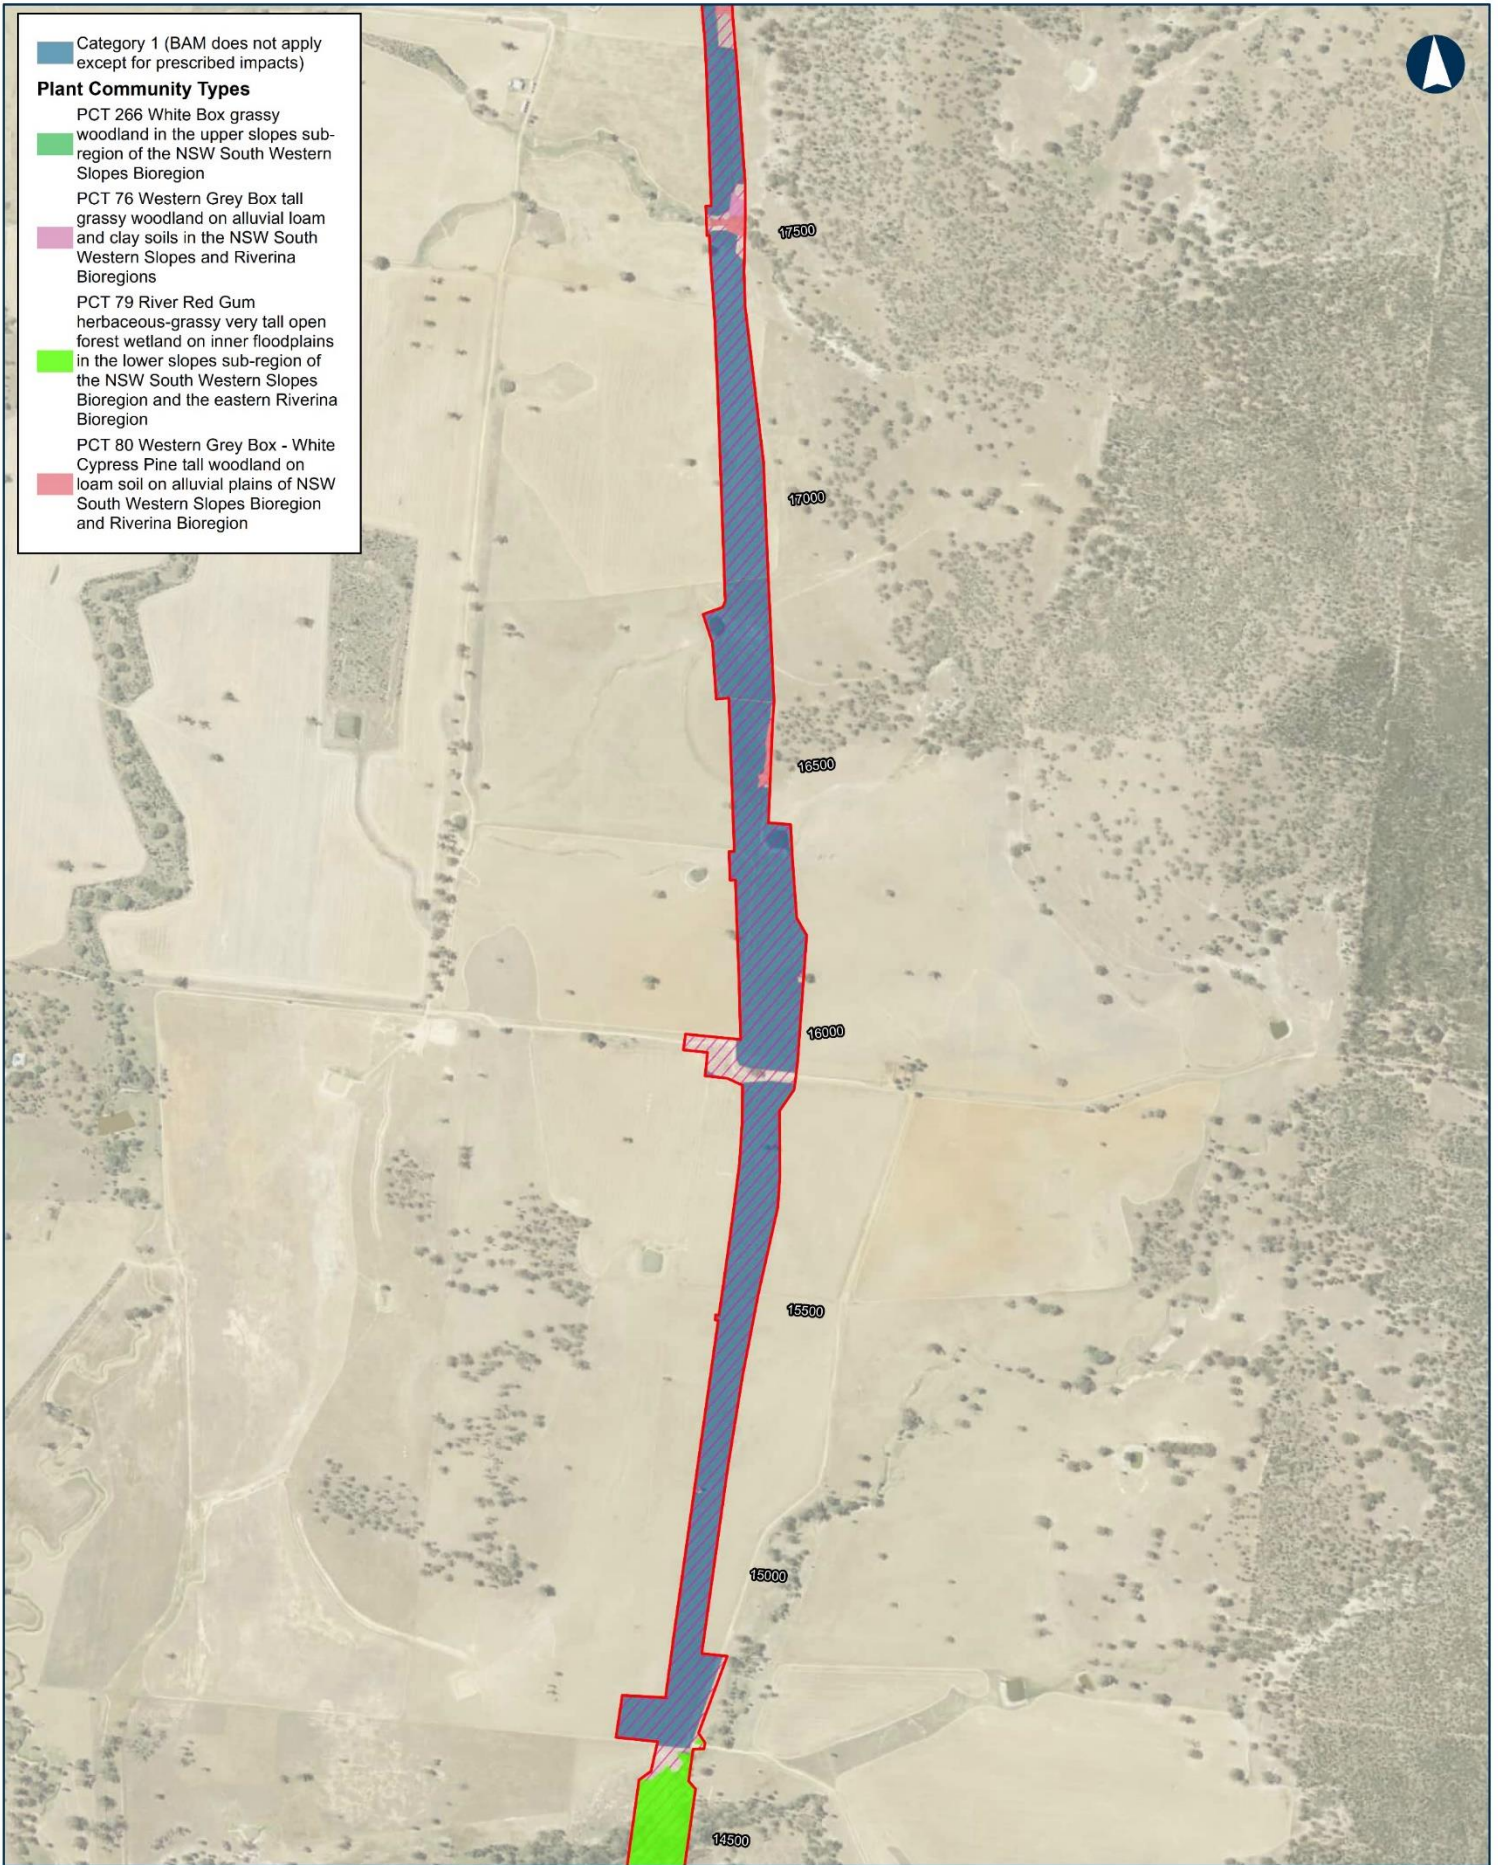 Category 1 (BAM does not apply
except for prescribed impacts)
Plant Community Types
PCT 266 White Box grassy
woodland in the upper slopes sub-
region of the NSW South Western
Slopes Bioregion
PCT 76 Western Grey Box tall
grassy woodland on alluvial loam
and clay soils in the NSW South
Western Slopes and Riverina
Bioregions
PCT 79 River Red Gum
herbaceous-grassy very tall open
forest wetland on inner floodplains
in the lower slopes sub-region of
the NSW South Western Slopes
Bioregion and the eastern Riverina
Bioregion
PCT 80 Western Grey Box - White
Cypress Pine tall woodland on
loam soil on alluvial plains of NSW
South Western Slopes Bioregion
and Riverina Bioregion
17500
17000
16500
16000
15500
15000
14500